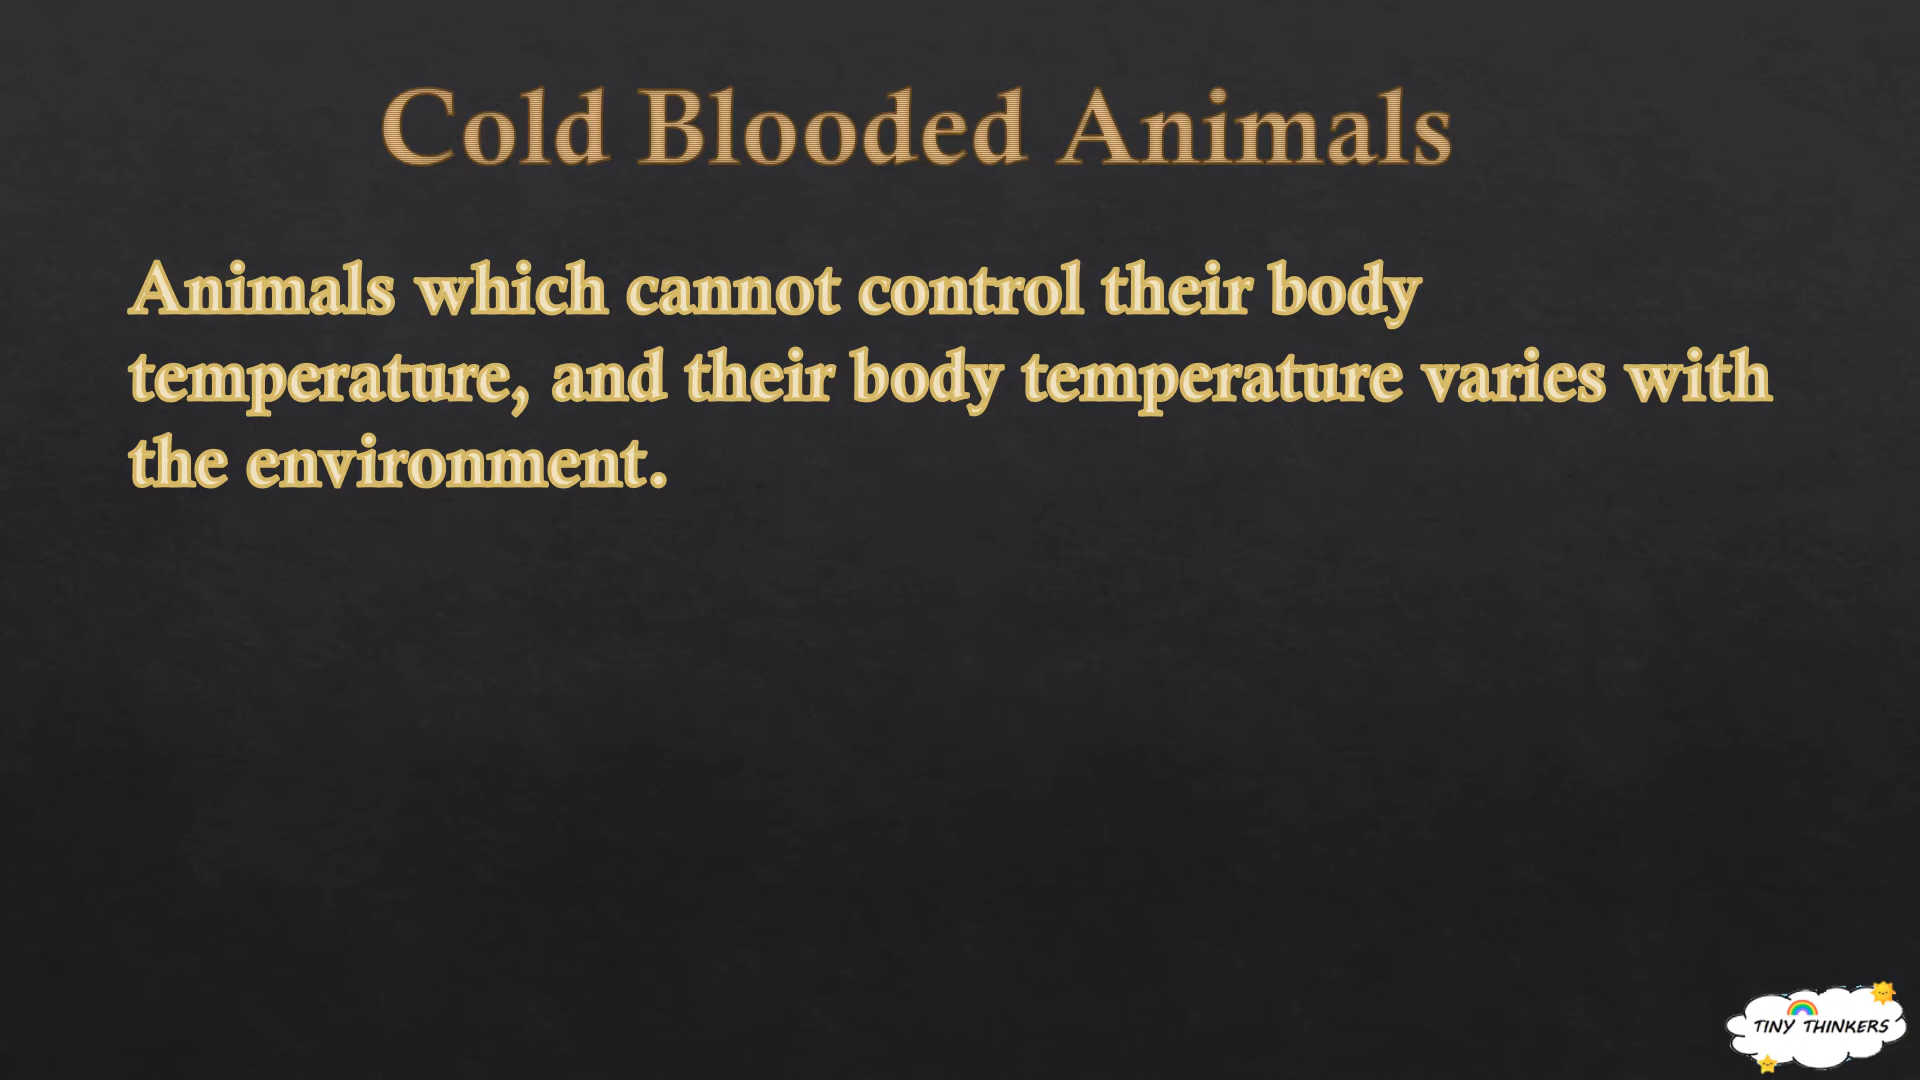 Cold Blooded Animals
Animals which cannot control their body
temperature, and their body temperature varies with
the environment.
TINY THINKERS